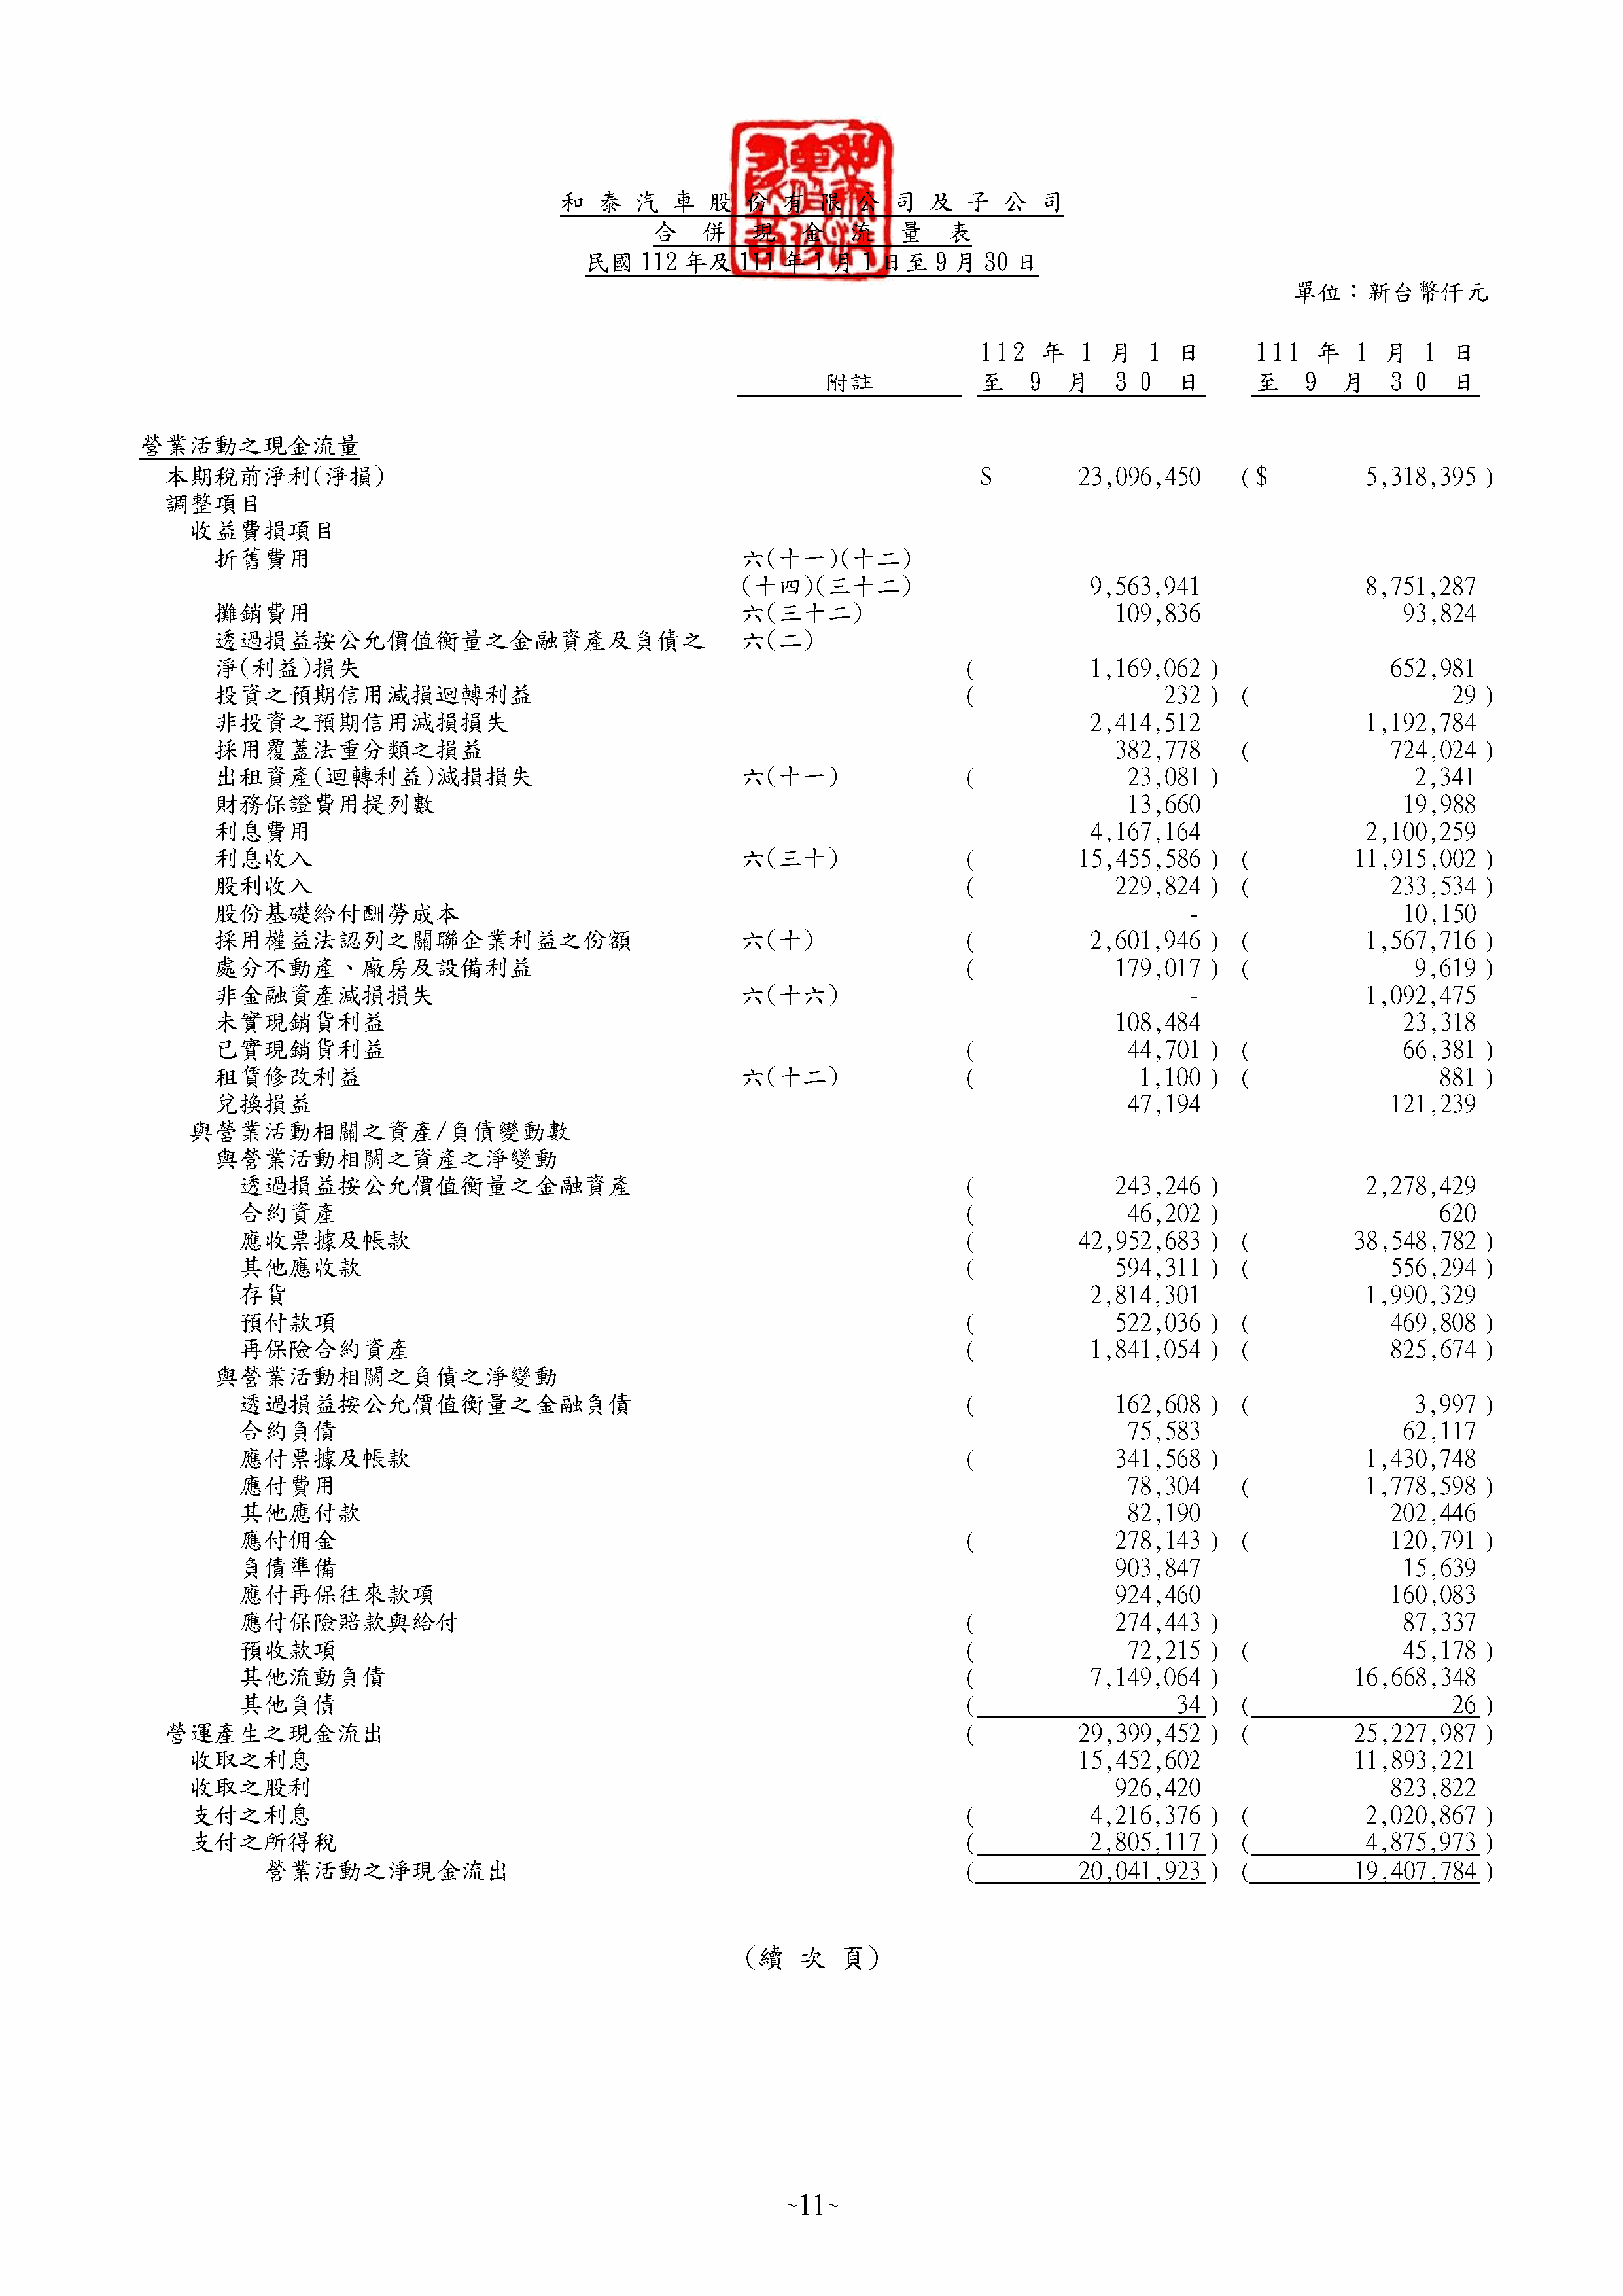 和泰汽車股份有限公司及子公司
合併現金流量表
民國112年及111年1月1日至9月30日
單位：新台幣仟元
112年1月1日 111年1月1日
附註 至9月30日 至9月30日
營業活動之現金流量
本期稅前淨利(淨損) $ 23,096,450 ($ 5,318,395)
調整項目
收益費損項目
折舊費用 六(十一)(十二)
(十四)(三十二) 9,563,941 8,751,287
攤銷費用 六(三十二) 109,836 93,824
透過損益按公允價值衡量之金融資產及負債之 六(二)
淨(利益)損失 ( 1,169,062) 652,981
投資之預期信用減損迴轉利益 ( 232) ( 29)
非投資之預期信用減損損失 2,414,512 1,192,784
採用覆蓋法重分類之損益 382,778 ( 724,024)
出租資產(迴轉利益)減損損失 六(十一) ( 23,081) 2,341
財務保證費用提列數 13,660 19,988
利息費用 4,167,164 2,100,259
利息收入 六(三十) ( 15,455,586) ( 11,915,002)
股利收入 ( 229,824) ( 233,534)
股份基礎給付酬勞成本 - 10,150
採用權益法認列之關聯企業利益之份額 六(十) ( 2,601,946) ( 1,567,716)
處分不動產、廠房及設備利益 ( 179,017) ( 9,619)
非金融資產減損損失 六(十六) - 1,092,475
未實現銷貨利益 108,484 23,318
已實現銷貨利益 ( 44,701) ( 66,381)
租賃修改利益 六(十二) ( 1,100) ( 881)
兌換損益 47,194 121,239
與營業活動相關之資產/負債變動數
與營業活動相關之資產之淨變動
透過損益按公允價值衡量之金融資產 ( 243,246) 2,278,429
合約資產 ( 46,202) 620
應收票據及帳款 ( 42,952,683) ( 38,548,782)
其他應收款 ( 594,311) ( 556,294)
存貨 2,814,301 1,990,329
預付款項 ( 522,036) ( 469,808)
再保險合約資產 ( 1,841,054) ( 825,674)
與營業活動相關之負債之淨變動
透過損益按公允價值衡量之金融負債 ( 162,608) ( 3,997)
合約負債 75,583 62,117
應付票據及帳款 ( 341,568) 1,430,748
應付費用 78,304 ( 1,778,598)
其他應付款 82,190 202,446
應付佣金 ( 278,143) ( 120,791)
負債準備 903,847 15,639
應付再保往來款項 924,460 160,083
應付保險賠款與給付 ( 274,443) 87,337
預收款項 ( 72,215) ( 45,178)
其他流動負債 ( 7,149,064) 16,668,348
其他負債 ( 34) ( 26)
營運產生之現金流出 ( 29,399,452) ( 25,227,987)
收取之利息 15,452,602 11,893,221
收取之股利 926,420 823,822
支付之利息 ( 4,216,376) ( 2,020,867)
支付之所得稅 ( 2,805,117) ( 4,875,973)
營業活動之淨現金流出 ( 20,041,923) ( 19,407,784)
(續次頁)
~11~